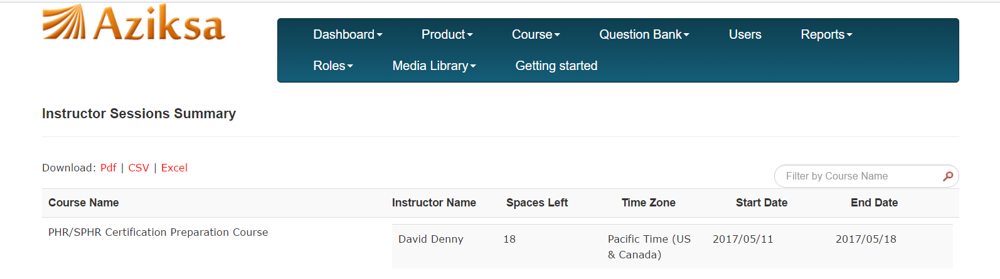 Aziksa
Dashboard Product Course Question Bank Users Reports
Roles Media Library Getting started
Instructor Sessions Summary
Download: Pdf | CSV | Excel
Filter by Course Name
Course Name Instructor Name Spaces Left Time Zone Start Date End Date
PHR/SPHR Certification Preparation Course
David Denny 18 Pacific Time (US 2017/05/11 2017/05/18
& Canada)